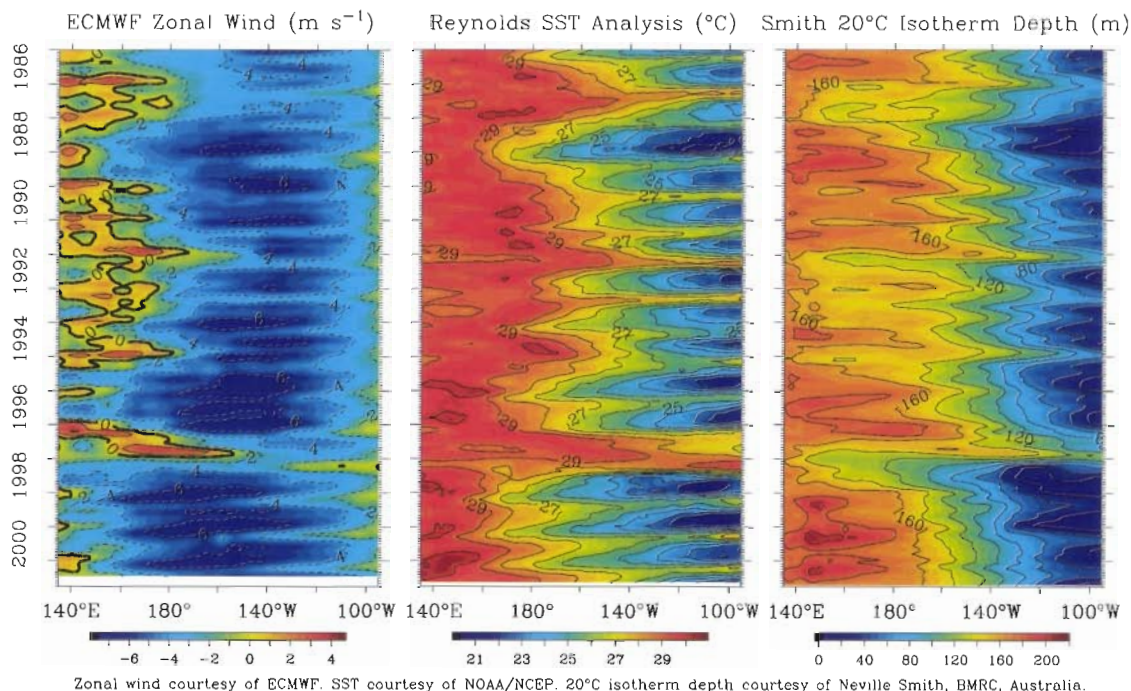 ECMWF Zonal Wind (m s⁻¹) Reynolds SST Analysis (°C) Smith 20°C Isotherm Depth (m)
1986
1988
1990
1992
1994
1996
1998
2000
140°E 180° 140°W 100°W 140°E 180° 140°W 100°W 140°E 180° 140°W 100°W
-6 -4 -2 0 2 4 21 23 25 27 29 0 40 80 120 160 200
Zonal wind courtesy of ECMWF. SST courtesy of NOAA/NCEP. 20°C isotherm depth courtesy of Neville Smith, BMRC, Australia.